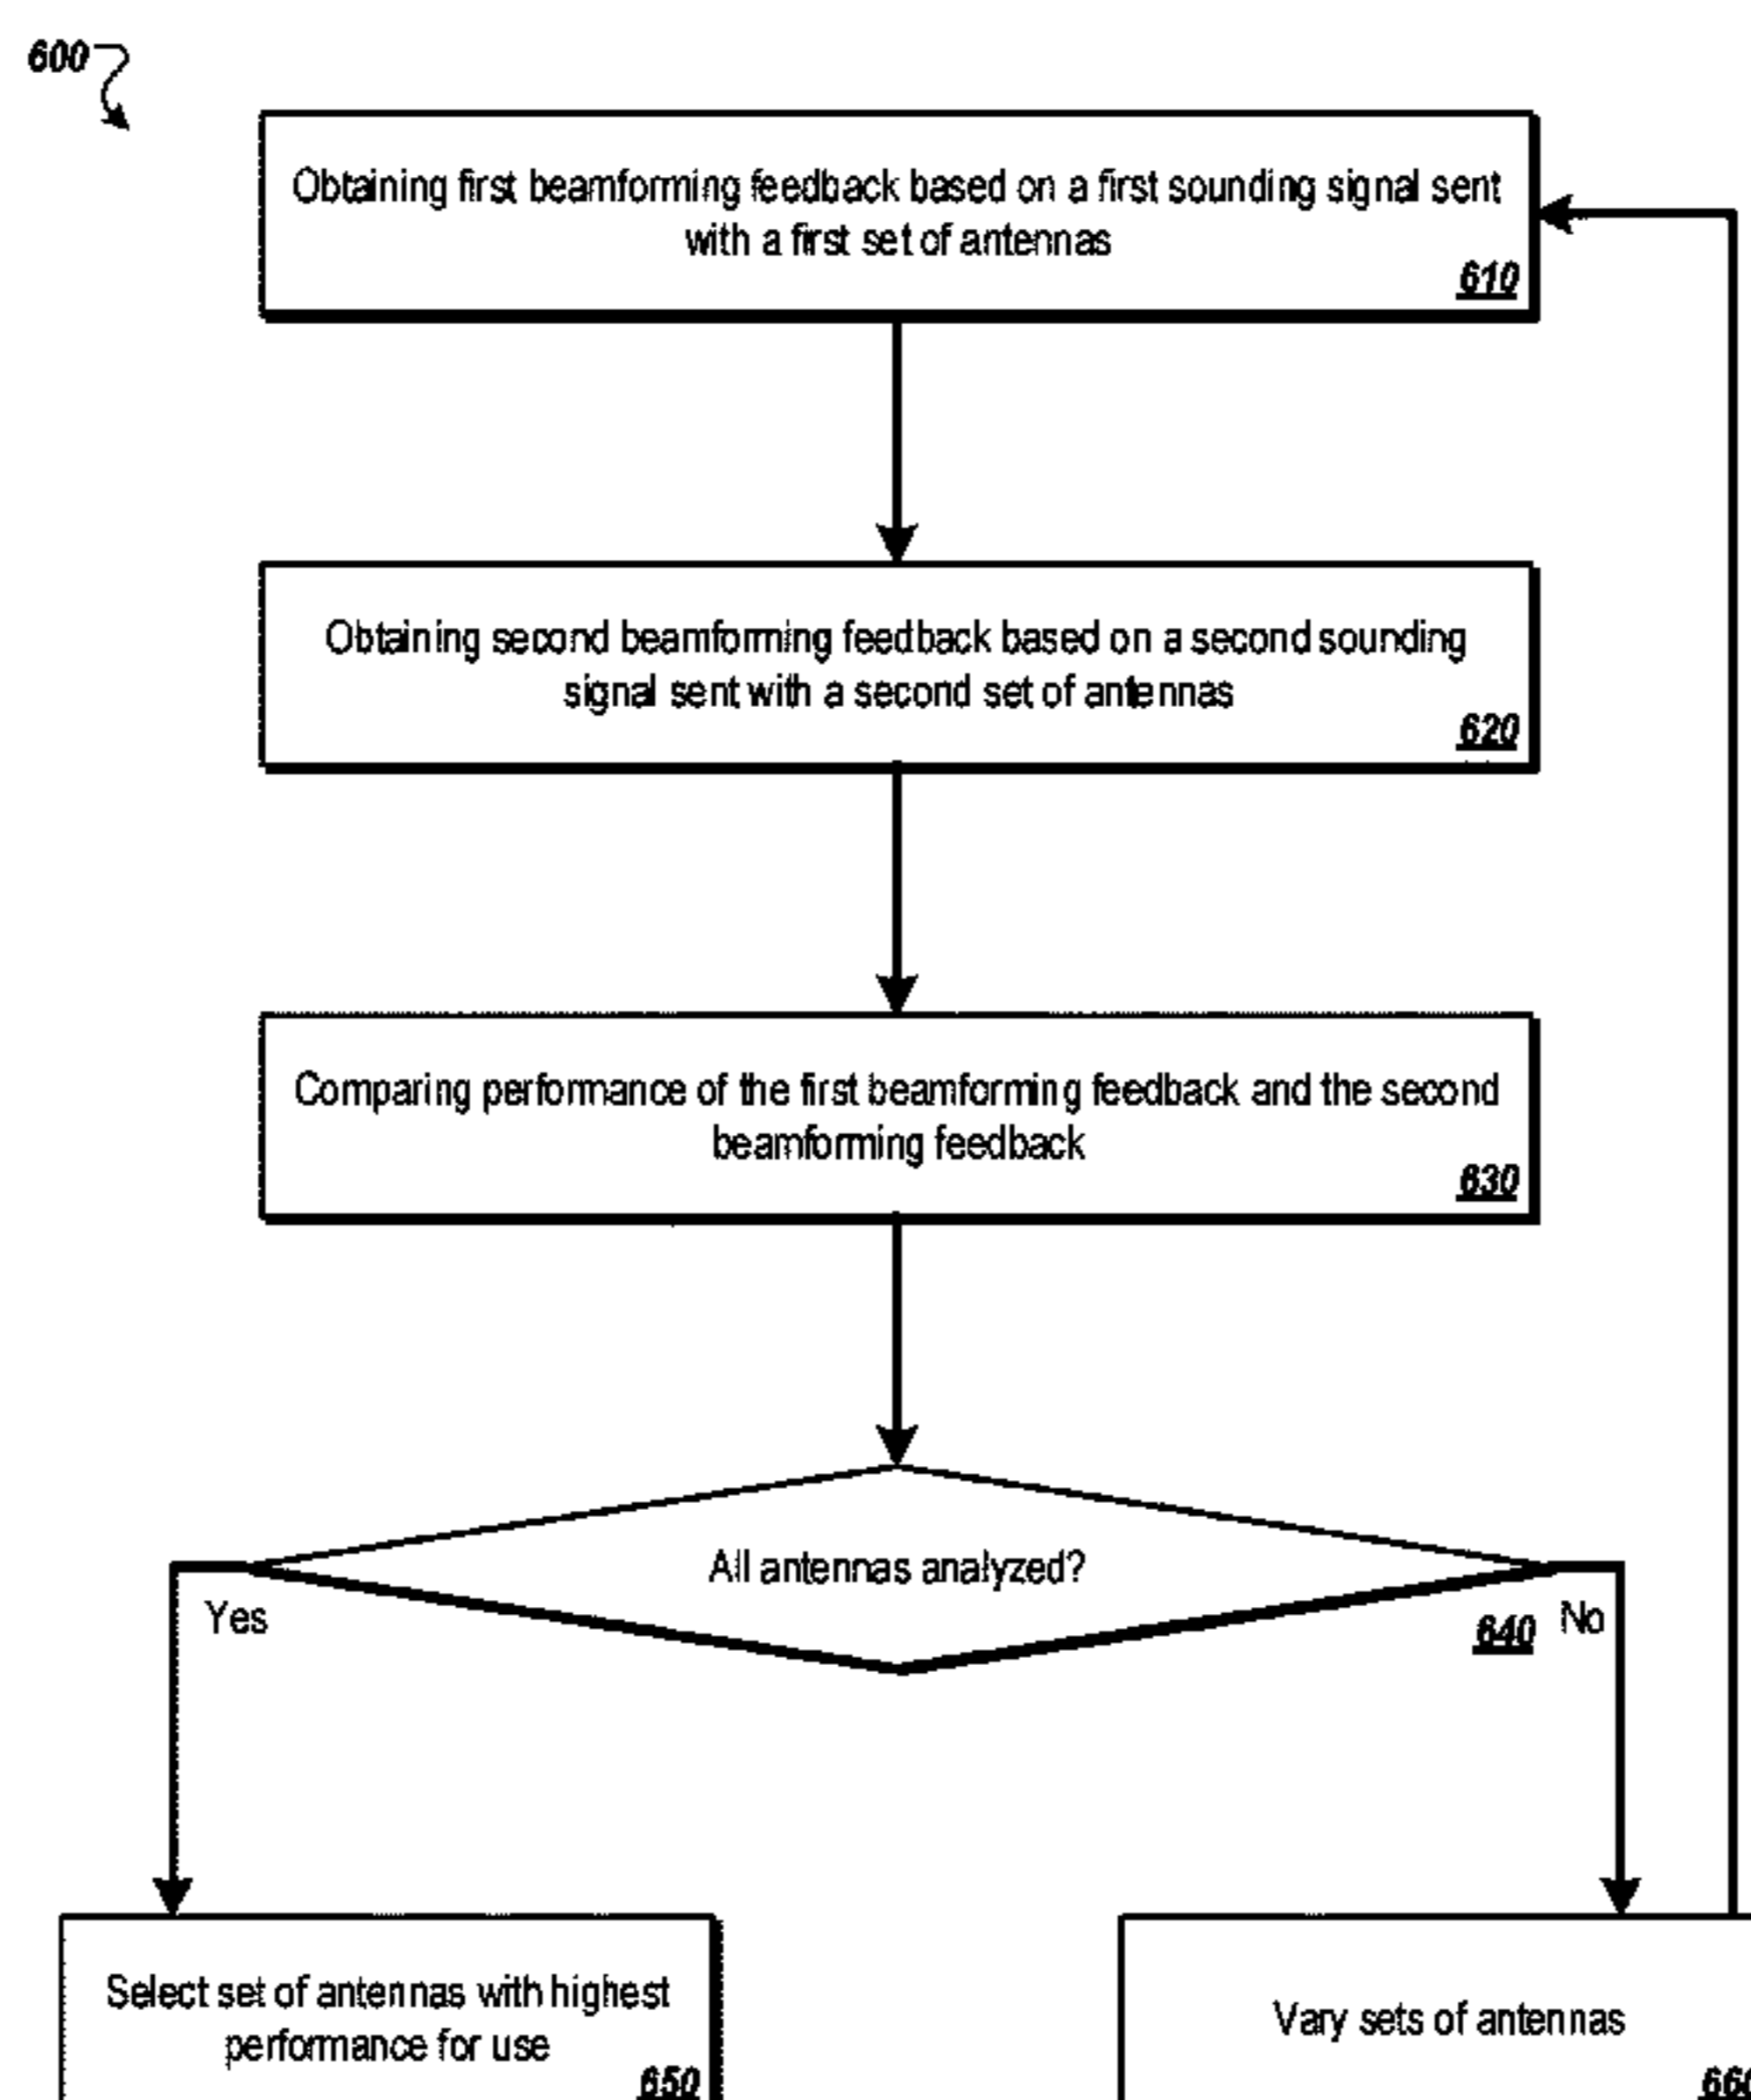 600
Obtaining first beamforming feedback based on a first sounding signal sent
with a first set of antennas
610
Obtaining second beamforming feedback based on a second sounding
signal sent with a second set of antennas
620
Comparing performance of the first beamforming feedback and the second
beamforming feedback
630
All antennas analyzed?
Yes
640
No
Select set of antennas with highest
performance for use
650
Vary sets of antennas
660